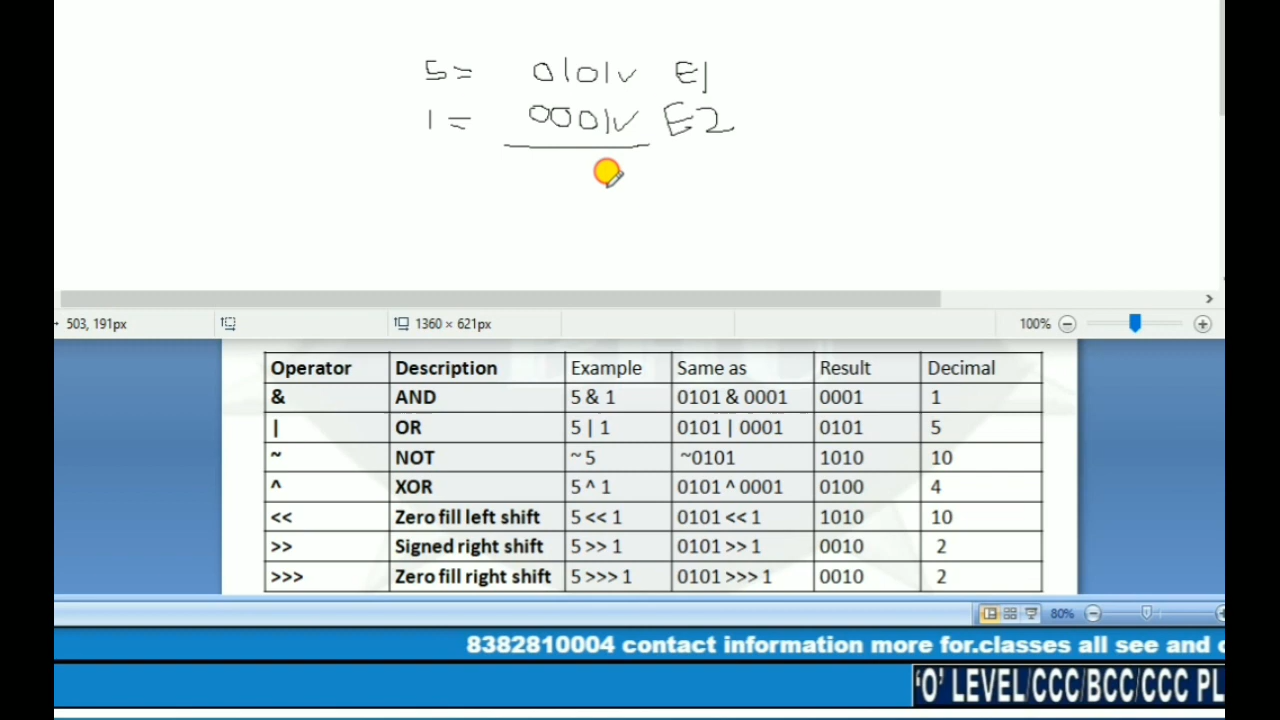 5 = 0101✓ E1
1 = 0001✓ E2
503, 191px 1360 × 621px 100%
Operator Description Example Same as Result Decimal
& AND 5 & 1 0101 & 0001 0001 1
| OR 5 | 1 0101 | 0001 0101 5
~ NOT ~ 5 ~0101 1010 10
^ XOR 5 ^ 1 0101 ^ 0001 0100 4
<< Zero fill left shift 5 << 1 0101 << 1 1010 10
>> Signed right shift 5 >> 1 0101 >> 1 0010 2
>>> Zero fill right shift 5 >>> 1 0101 >>> 1 0010 2
80%
8382810004 contact information more for.classes all see and
'O' LEVEL/CCC/BCC/CCC PL